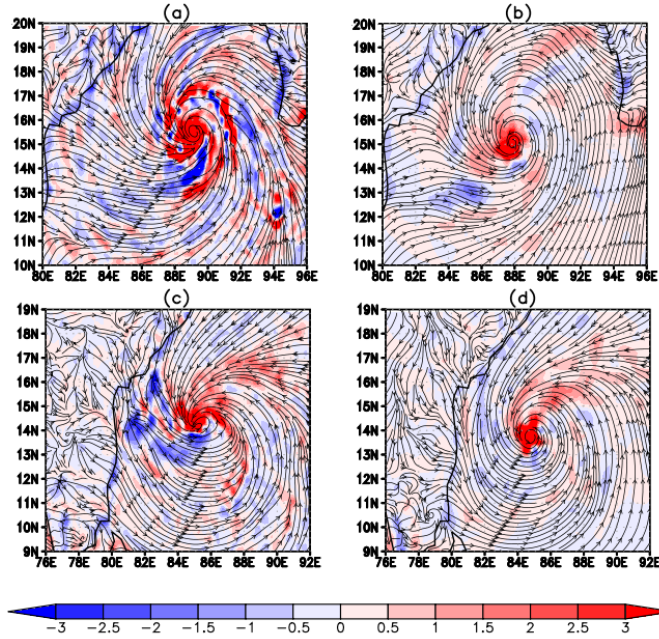 (a) (b)
20N 20N
19N 19N
18N 18N
17N 17N
16N 16N
15N 15N
14N 14N
13N 13N
12N 12N
11N 11N
10N 10N
80E 82E 84E 86E 88E 90E 92E 94E 96E 80E 82E 84E 86E 88E 90E 92E 94E 96E
(c) (d)
19N 19N
18N 18N
17N 17N
16N 16N
15N 15N
14N 14N
13N 13N
12N 12N
11N 11N
10N 10N
9N 9N
76E 78E 80E 82E 84E 86E 88E 90E 92E 76E 78E 80E 82E 84E 86E 88E 90E 92E
-3 -2.5 -2 -1.5 -1 -0.5 0 0.5 1 1.5 2 2.5 3